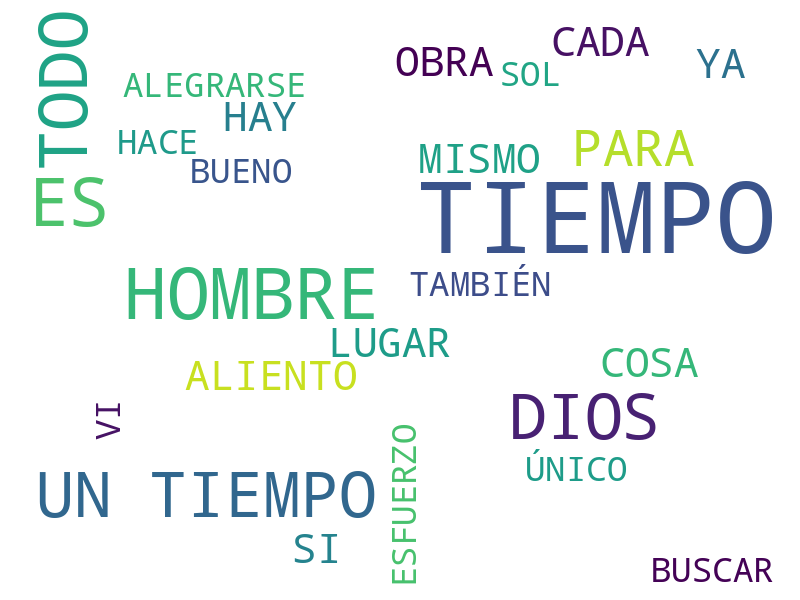 TODO
OBRA
CADA
SOL
YA
ALEGRARSE
HAY
HACE
BUENO
MISMO
PARA
ES
TIEMPO
HOMBRE
TAMBIÉN
LUGAR
ALIENTO
COSA
VI
DIOS
UN TIEMPO
ESFUERZO
ÚNICO
SI
BUSCAR